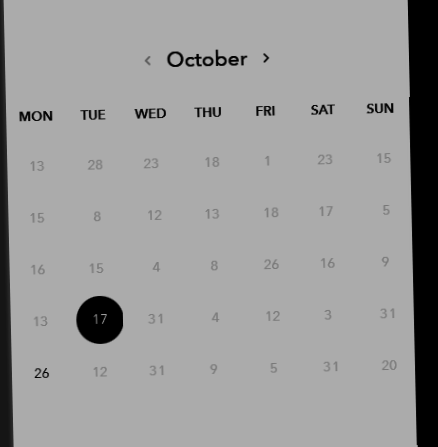 ‹ October ›
MON TUE WED THU FRI SAT SUN
13 28 23 18 1 23 15
15 8 12 13 18 17 5
16 15 4 8 26 16 9
13 17 31 4 12 3 31
26 12 31 9 5 31 20